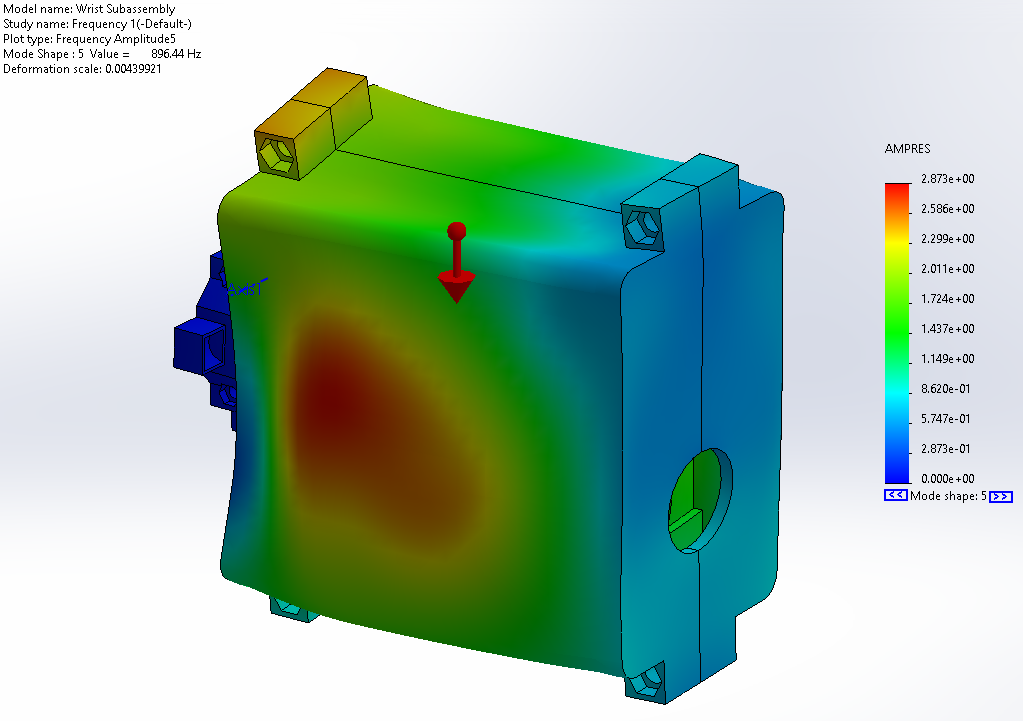 Model name: Wrist Subassembly
Study name: Frequency 1(-Default-)
Plot type: Frequency Amplitude5
Mode Shape : 5 Value = 896.44 Hz
Deformation scale: 0.00439921
AMPRES
2.873e+00
2.586e+00
2.299e+00
2.011e+00
1.724e+00
1.437e+00
1.149e+00
8.620e-01
5.747e-01
2.873e-01
0.000e+00
<< Mode shape: 5 >>
Axis1